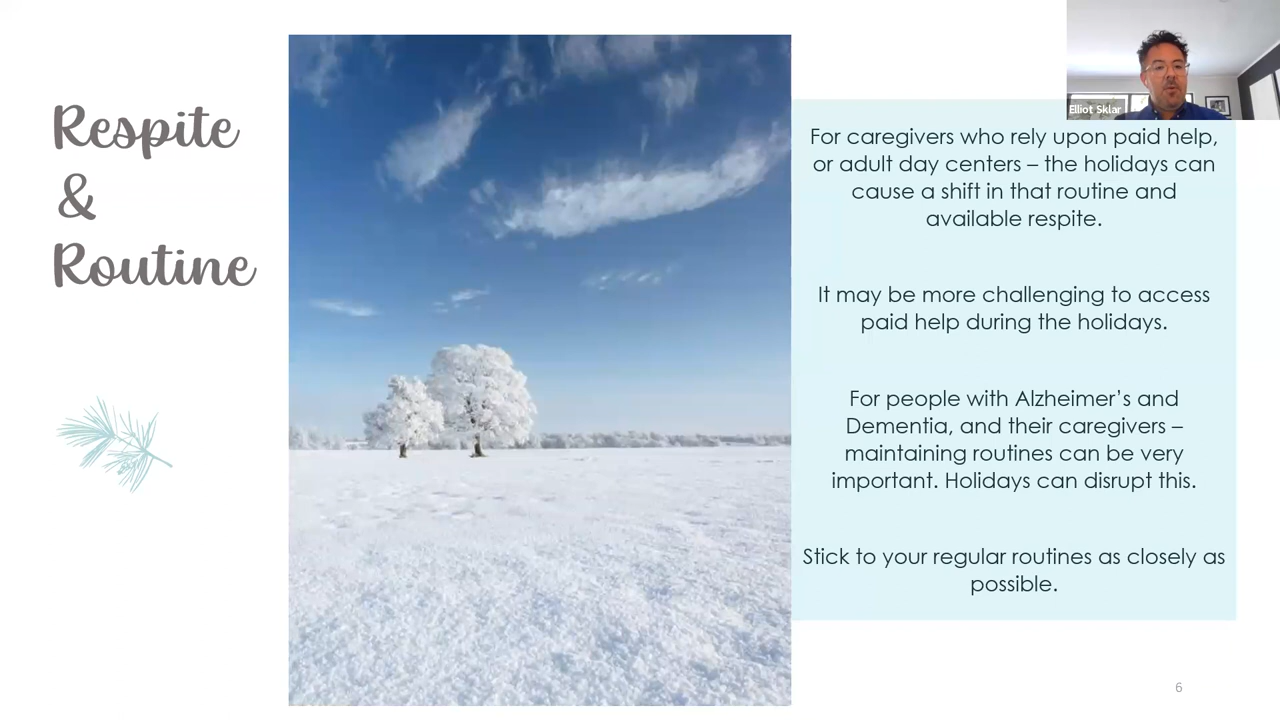 Respite
&
Routine
Elliot Sklar
For caregivers who rely upon paid help,
or adult day centers – the holidays can
cause a shift in that routine and
available respite.
It may be more challenging to access
paid help during the holidays.
For people with Alzheimer’s and
Dementia, and their caregivers –
maintaining routines can be very
important. Holidays can disrupt this.
Stick to your regular routines as closely as
possible.
6